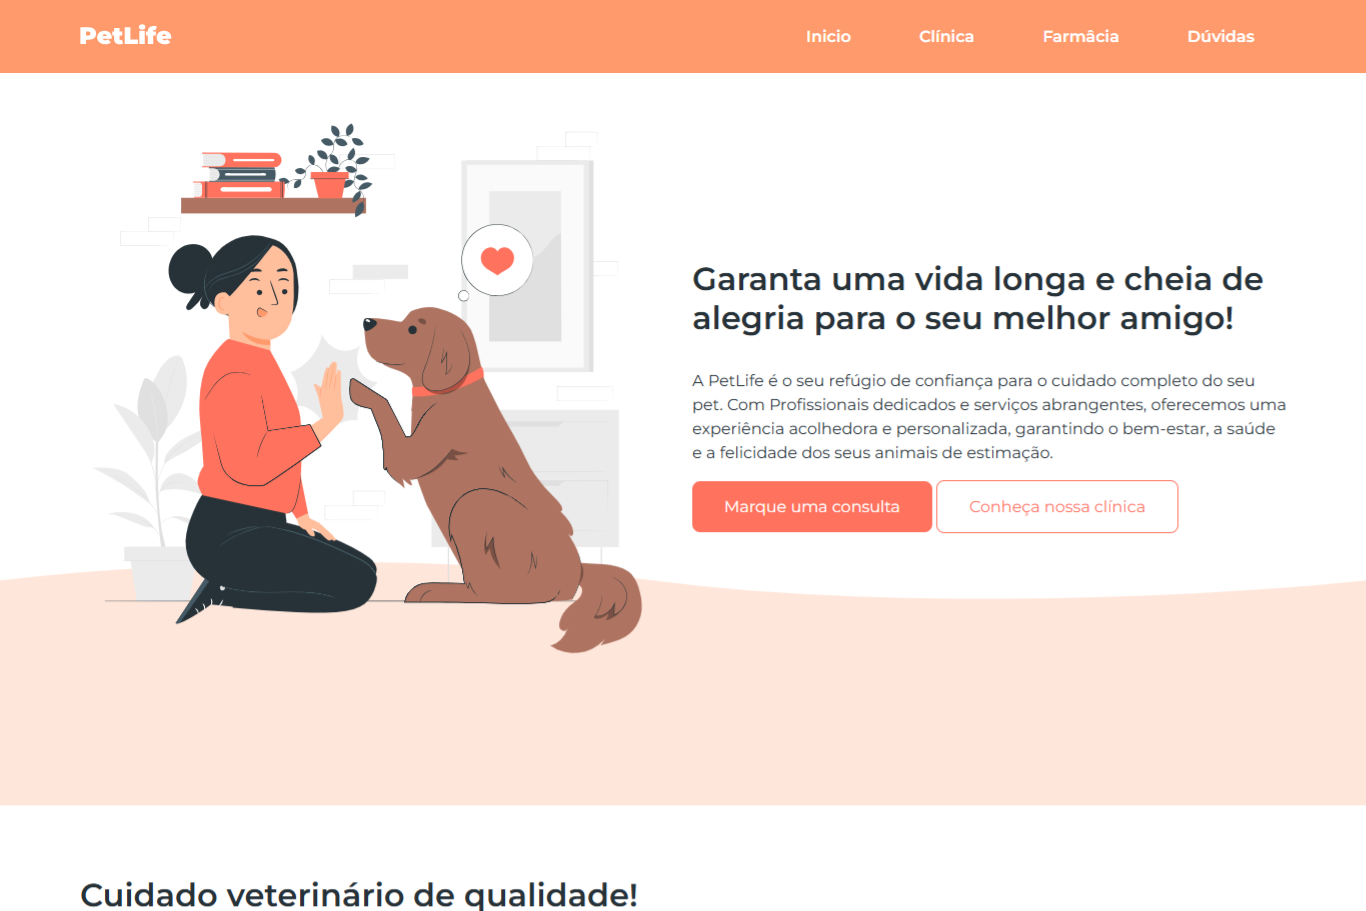 PetLife
Inicio
Clínica
Farmâcia
Dúvidas
Garanta uma vida longa e cheia de
alegria para o seu melhor amigo!
A PetLife é o seu refúgio de confiança para o cuidado completo do seu
pet. Com Profissionais dedicados e serviços abrangentes, oferecemos uma
experiência acolhedora e personalizada, garantindo o bem-estar, a saúde
e a felicidade dos seus animais de estimação.
Marque uma consulta
Conheça nossa clínica
Cuidado veterinário de qualidade!